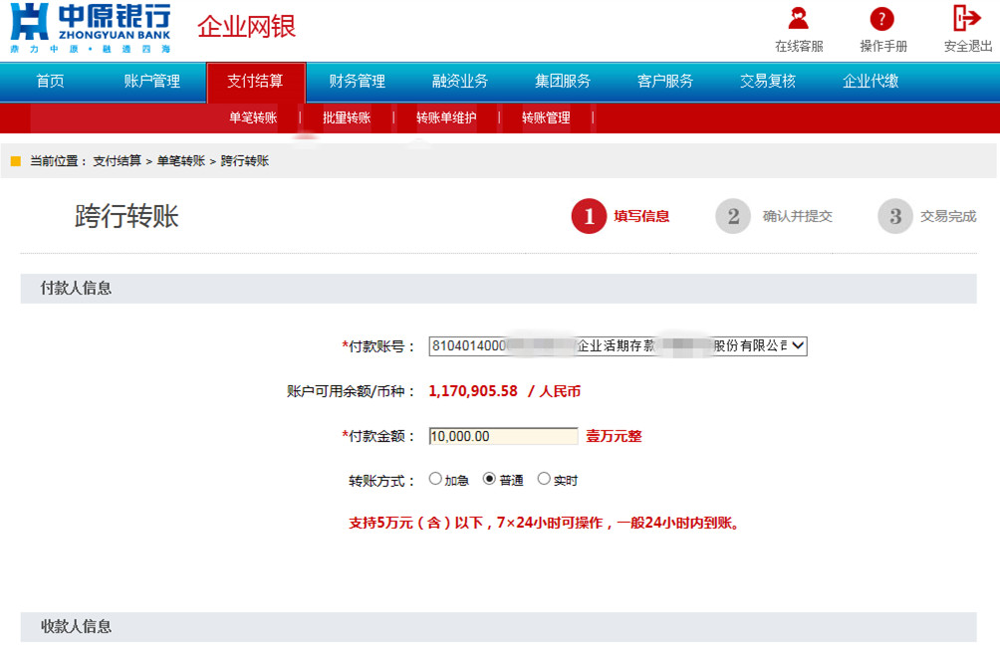 中原银行
ZHONGYUAN BANK
鼎力中原·融通四海
企业网银
在线客服 操作手册 安全退出
首页 账户管理 支付结算 财务管理 融资业务 集团服务 客户服务 交易复核 企业代缴
单笔转账 | 批量转账 | 转账单维护 | 转账管理 |
当前位置： 支付结算 > 单笔转账 > 跨行转账
跨行转账
1 填写信息 2 确认并提交 3 交易完成
付款人信息
*付款账号： 8104014000 企业活期存款 股份有限公司
账户可用余额/币种： 1,170,905.58 / 人民币
*付款金额： 10,000.00 壹万元整
转账方式： 加急 普通 实时
支持5万元（含）以下，7×24小时可操作，一般24小时内到账。
收款人信息